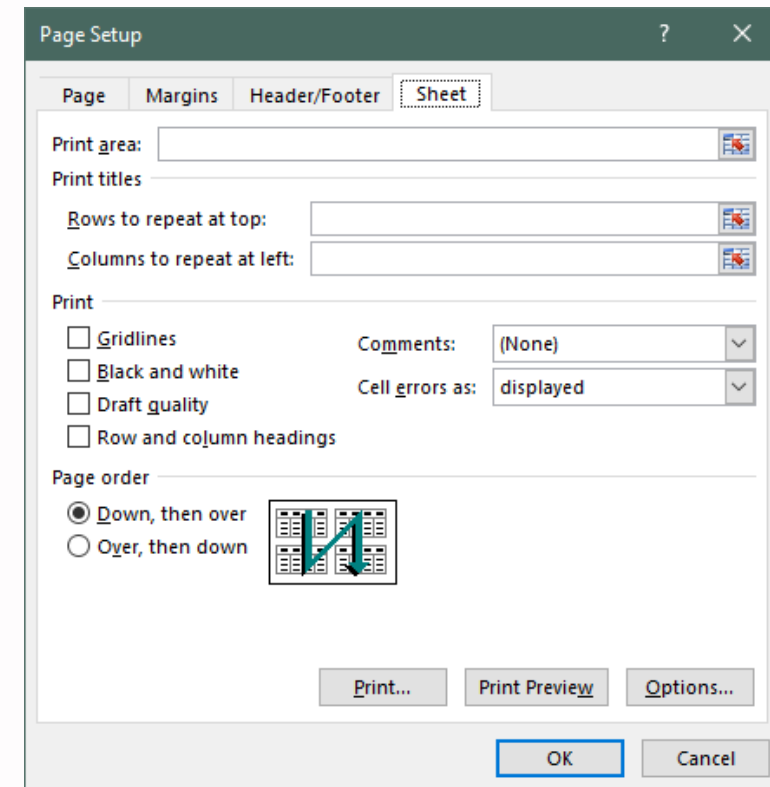 Page Setup ? ×
Page Margins Header/Footer Sheet
Print area:
Print titles
Rows to repeat at top:
Columns to repeat at left:
Print
Gridlines
Black and white
Draft quality
Row and column headings
Comments: (None)
Cell errors as: displayed
Page order
Down, then over
Over, then down
Print... Print Preview Options...
OK Cancel